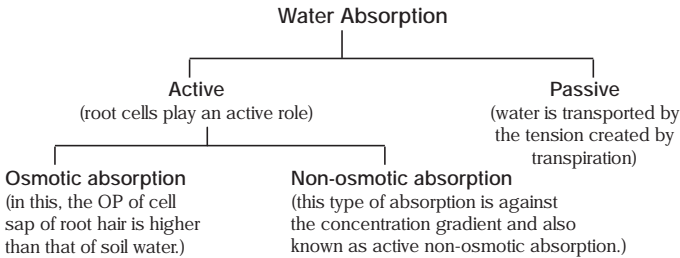 Water Absorption
Active
(root cells play an active role)
Passive
(water is transported by
the tension created by
transpiration)
Osmotic absorption
(in this, the OP of cell
sap of root hair is higher
than that of soil water.)
Non-osmotic absorption
(this type of absorption is against
the concentration gradient and also
known as active non-osmotic absorption.)